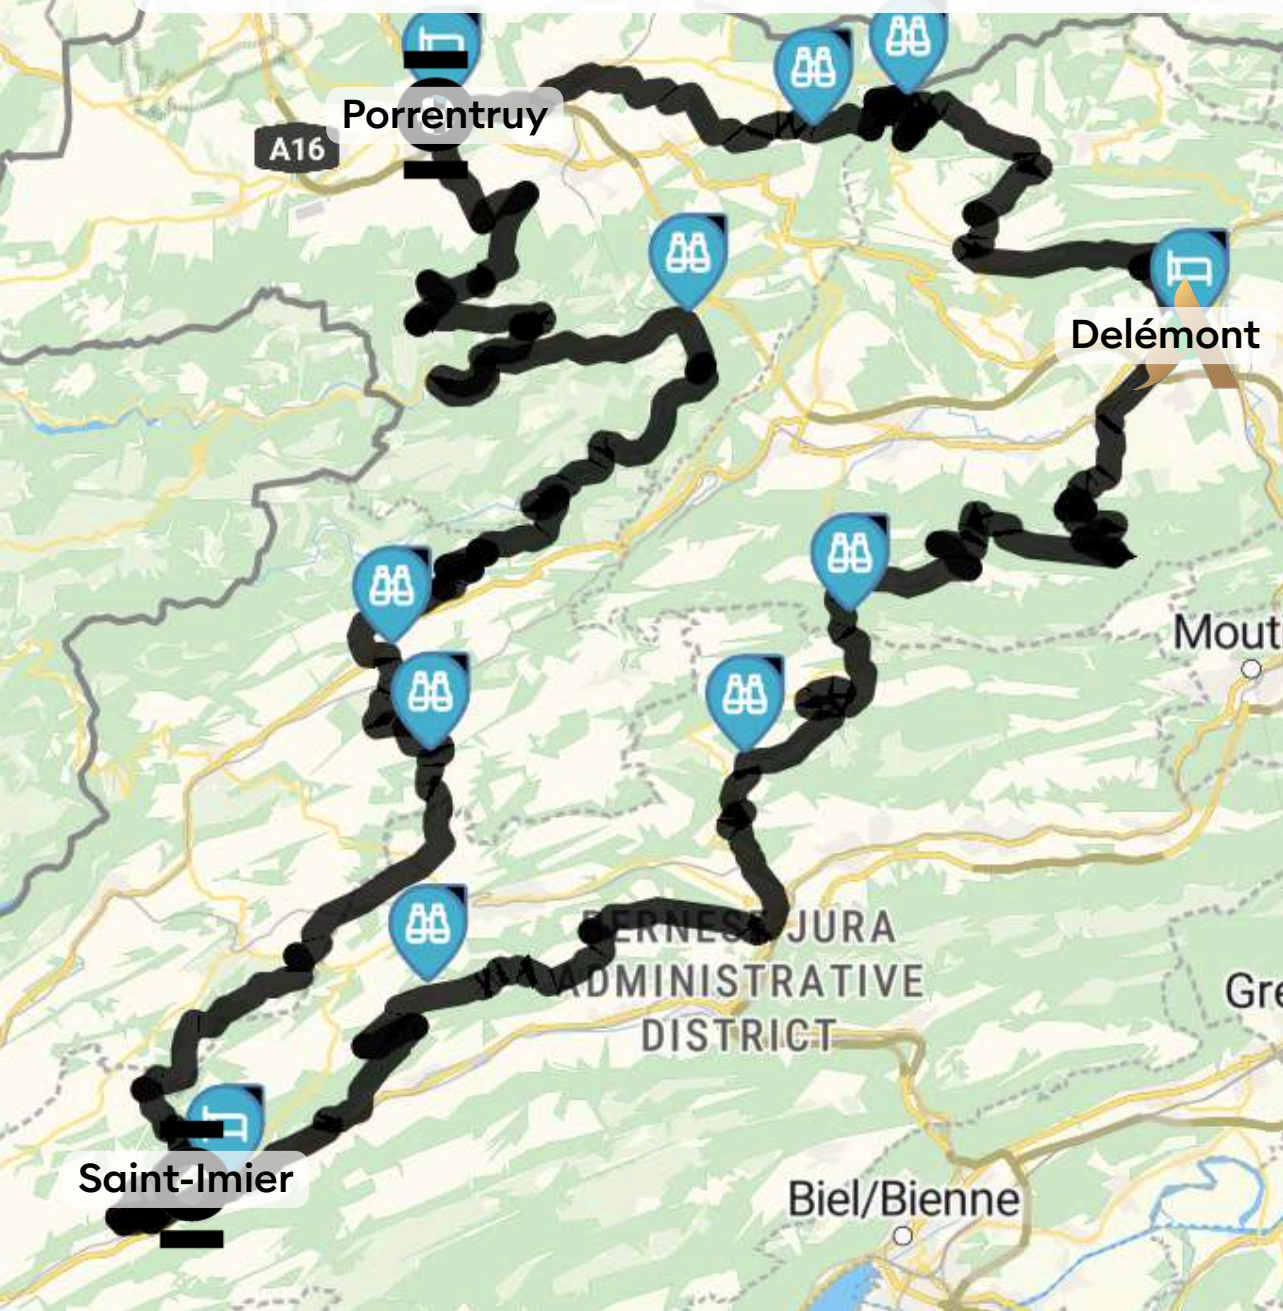 Porrentruy
A16
Delémont
Mout
BERNESE JURA
ADMINISTRATIVE
DISTRICT
Gre
Saint-Imier
Biel/Bienne